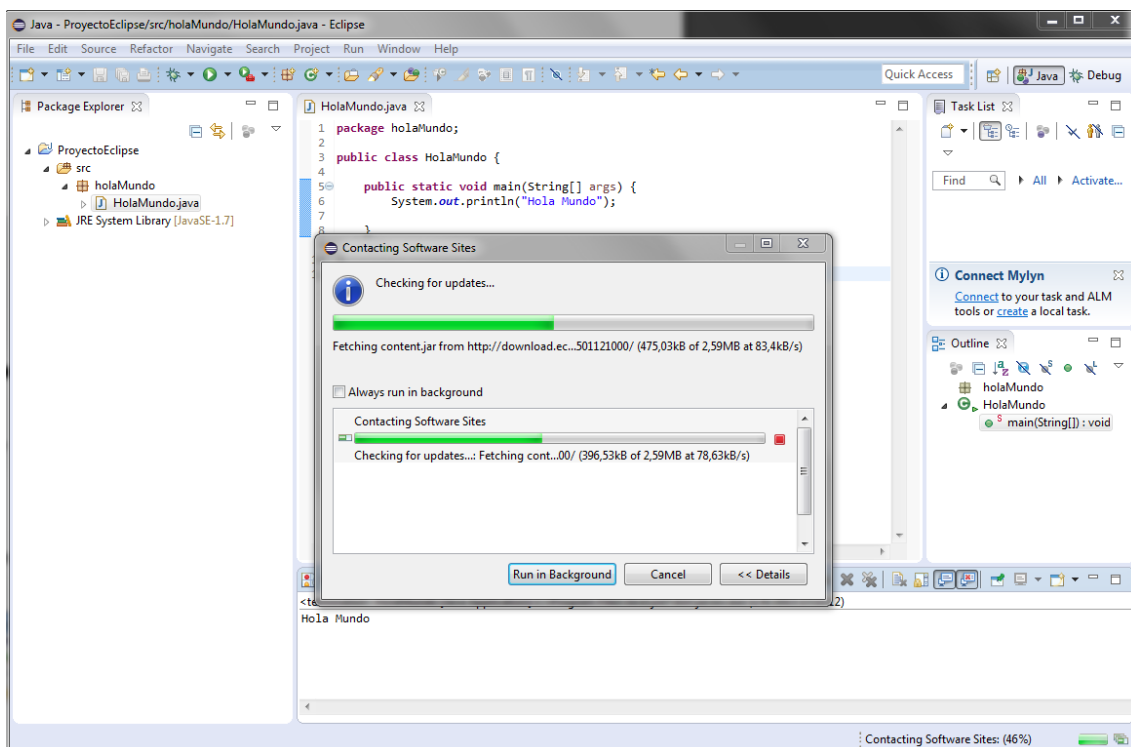 Java - ProyectoEclipse/src/holaMundo/HolaMundo.java - Eclipse
File Edit Source Refactor Navigate Search Project Run Window Help
Quick Access Java Debug
Package Explorer
ProyectoEclipse
src
holaMundo
HolaMundo.java
JRE System Library [JavaSE-1.7]
HolaMundo.java
1 package holaMundo;
2
3 public class HolaMundo {
4
5 public static void main(String[] args) {
6 System.out.println("Hola Mundo");
7
8 }
Contacting Software Sites
Checking for updates...
Fetching content.jar from http://download.ec...501121000/ (475,03kB of 2,59MB at 83,4kB/s)
Always run in background
Contacting Software Sites
Checking for updates...: Fetching cont...00/ (396,53kB of 2,59MB at 78,63kB/s)
Run in Background Cancel << Details
Task List
Find All Activate...
Connect Mylyn
Connect to your task and ALM
tools or create a local task.
Outline
holaMundo
HolaMundo
main(String[]) : void
<te
12)
Hola Mundo
Contacting Software Sites: (46%)